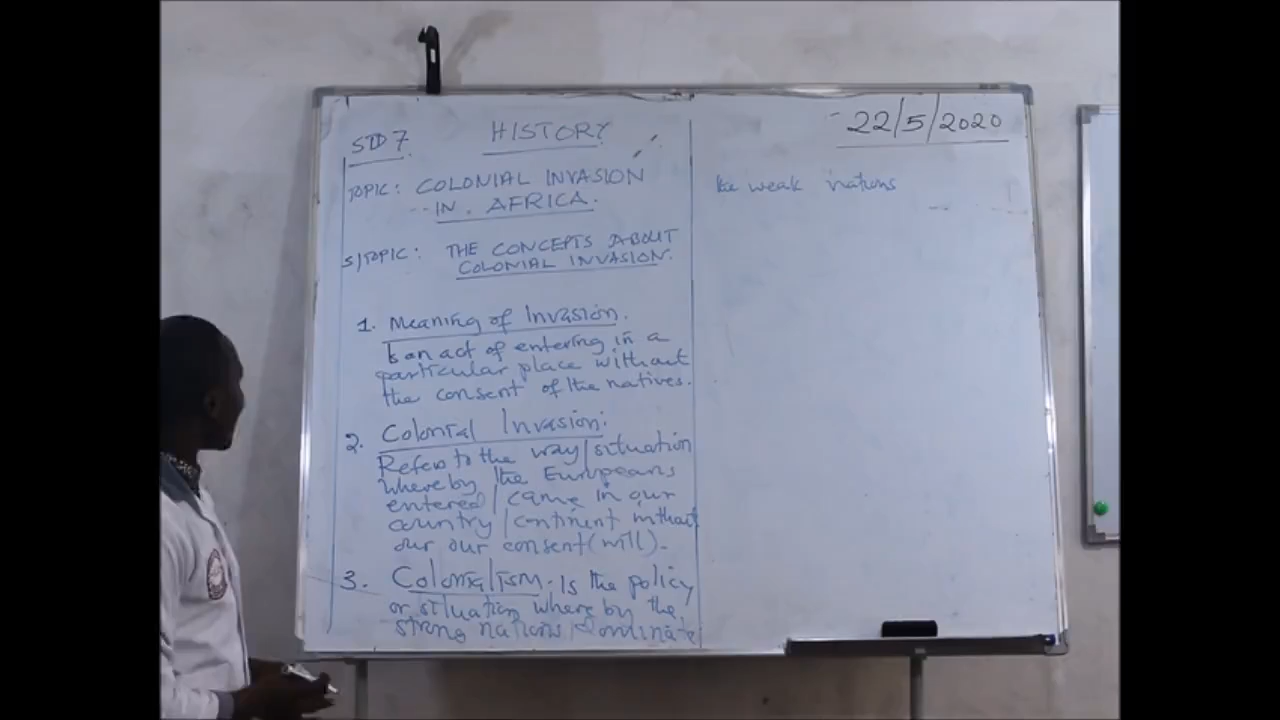 STD 7
HISTORY
22/5/2020
TOPIC: COLONIAL INVASION
IN AFRICA.
S/TOPIC: THE CONCEPTS ABOUT
COLONIAL INVASION.
1. Meaning of Invasion.
Is an act of entering in a
particular place without
the consent of the natives.
2. Colonial Invasion:
Refers to the way/situation
whereby the Europeans
entered/came in our
country/continent without
our our consent (will).
3. Colonialism. Is the policy
or situation where by the
strong nations dominate
the weak nations